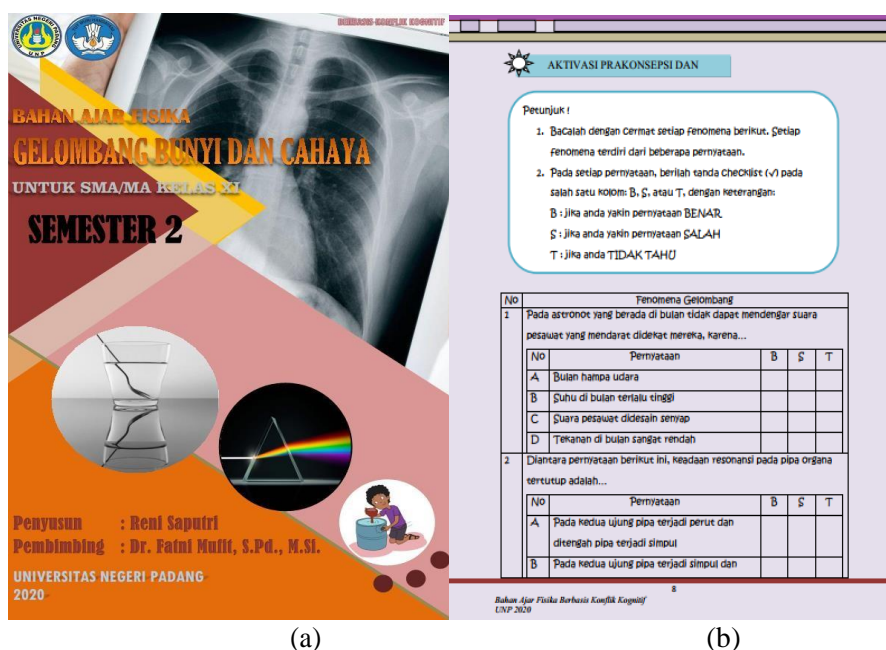 UNIVERSITAS NEGERI PADANG
UNP
BERBASIS KONFLIK KOGNITIF
BAHAN AJAR FISIKA
GELOMBANG BUNYI DAN CAHAYA
UNTUK SMA/MA KELAS XI
SEMESTER 2
Penyusun : Reni Saputri
Pembimbing : Dr. Fatni Mufit, S.Pd., M.Si.
UNIVERSITAS NEGERI PADANG
2020
(a)
AKTIVASI PRAKONSEPSI DAN
Petunjuk !
1. Bacalah dengan cermat setiap fenomena berikut. Setiap
fenomena terdiri dari beberapa pernyataan.
2. Pada setiap pernyataan, berilah tanda checklist (√) pada
salah satu kolom: B, S, atau T, dengan keterangan:
B : jika anda yakin pernyataan BENAR
S : jika anda yakin pernyataan SALAH
T : jika anda TIDAK TAHU
No Fenomena Gelombang
1 Pada astronot yang berada di bulan tidak dapat mendengar suara
pesawat yang mendarat didekat mereka, karena...
No Pernyataan B S T
A Bulan hampa udara
B Suhu di bulan terlalu tinggi
C Suara pesawat didesain senyap
D Tekanan di bulan sangat rendah
2 Diantara pernyataan berikut ini, keadaan resonansi pada pipa organa
tertutup adalah...
No Pernyataan B S T
A Pada kedua ujung pipa terjadi perut dan
ditengah pipa terjadi simpul
B Pada kedua ujung pipa terjadi simpul dan
8
Bahan Ajar Fisika Berbasis Konflik Kognitif
UNP 2020
(b)